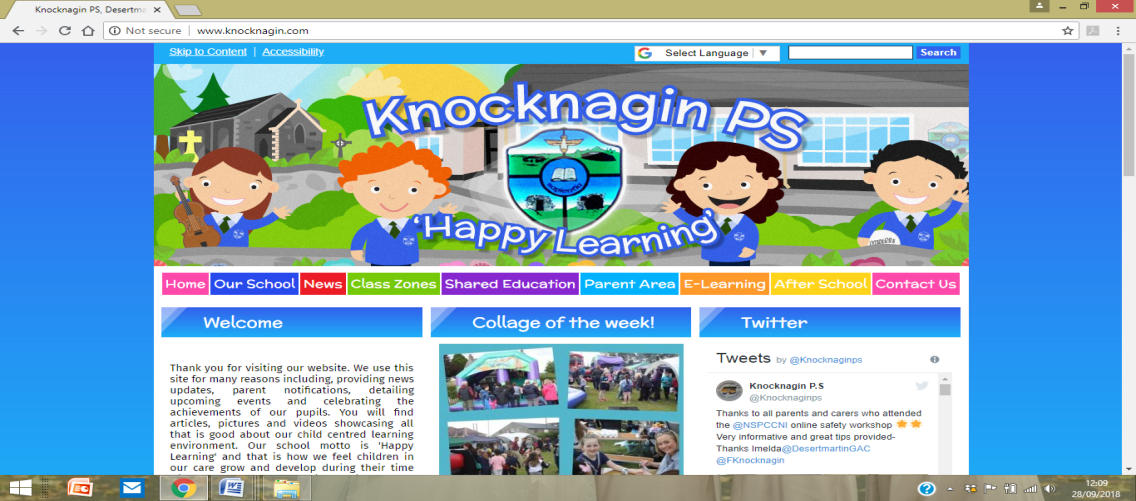 Knocknagin PS, Desertma
Not secure | www.knocknagin.com
Skip to Content | Accessibility
Select Language
Search
Knocknagin PS
'Happy Learning'
Home Our School News Class Zones Shared Education Parent Area E-Learning After School Contact Us
Welcome
Thank you for visiting our website. We use this
site for many reasons including, providing news
updates, parent notifications, detailing
upcoming events and celebrating the
achievements of our pupils. You will find
articles, pictures and videos showcasing all
that is good about our child centred learning
environment. Our school motto is 'Happy
Learning' and that is how we feel children in
our care grow and develop during their time
Collage of the week!
Twitter
Tweets by @Knocknaginps
Knocknagin P.S
@Knocknaginps
Thanks to all parents and carers who attended
the @NSPCCNI online safety workshop
Very informative and great tips provided-
Thanks Imelda@DesertmartinGAC
@FKnocknagin
12:09
28/09/2018